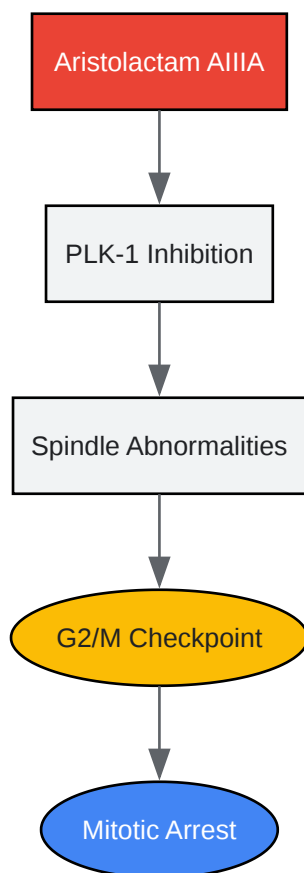 Aristolactam AIIIA
PLK-1 Inhibition
Spindle Abnormalities
G2/M Checkpoint
Mitotic Arrest